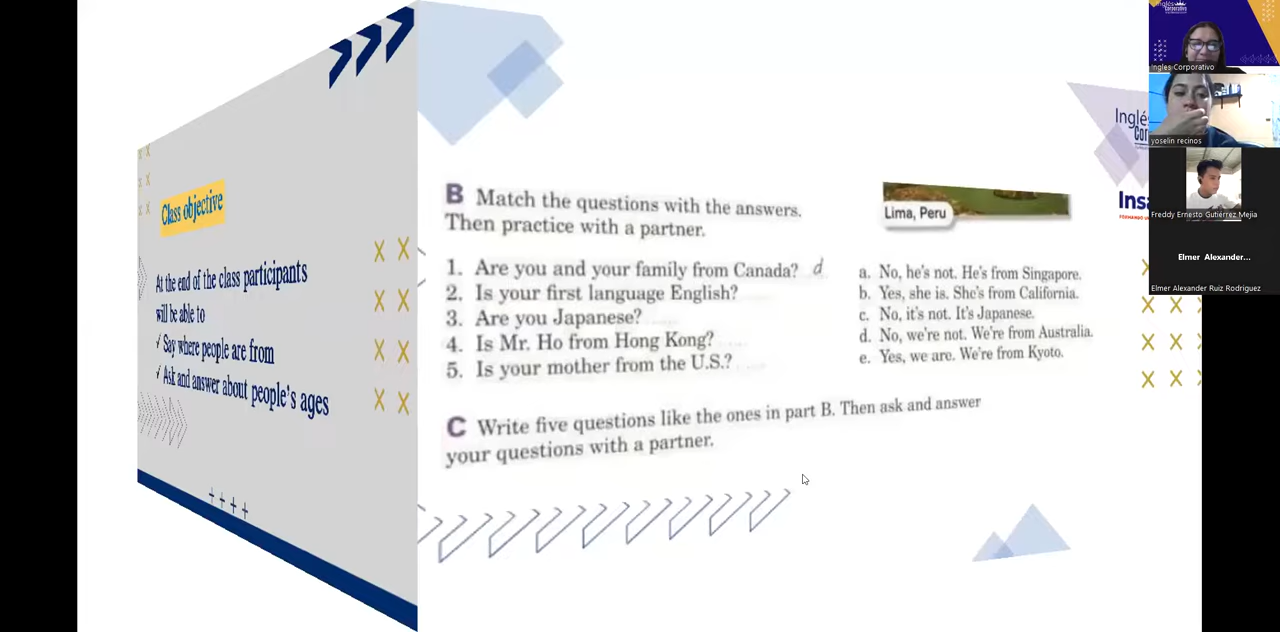 Class objective
At the end of the class participants
will be able to
✓ Say where people are from
✓ Ask and answer about people's ages
B Match the questions with the answers.
Then practice with a partner.
1. Are you and your family from Canada? d
2. Is your first language English?
3. Are you Japanese?
4. Is Mr. Ho from Hong Kong?
5. Is your mother from the U.S.?
Lima, Peru
a. No, he's not. He's from Singapore.
b. Yes, she is. She's from California.
c. No, it's not. It's Japanese.
d. No, we're not. We're from Australia.
e. Yes, we are. We're from Kyoto.
C Write five questions like the ones in part B. Then ask and answer
your questions with a partner.
Ingles Corporativo
yoselin recinos
Freddy Ernesto Gutiérrez Mejia
Elmer Alexander...
Elmer Alexander Ruiz Rodriguez